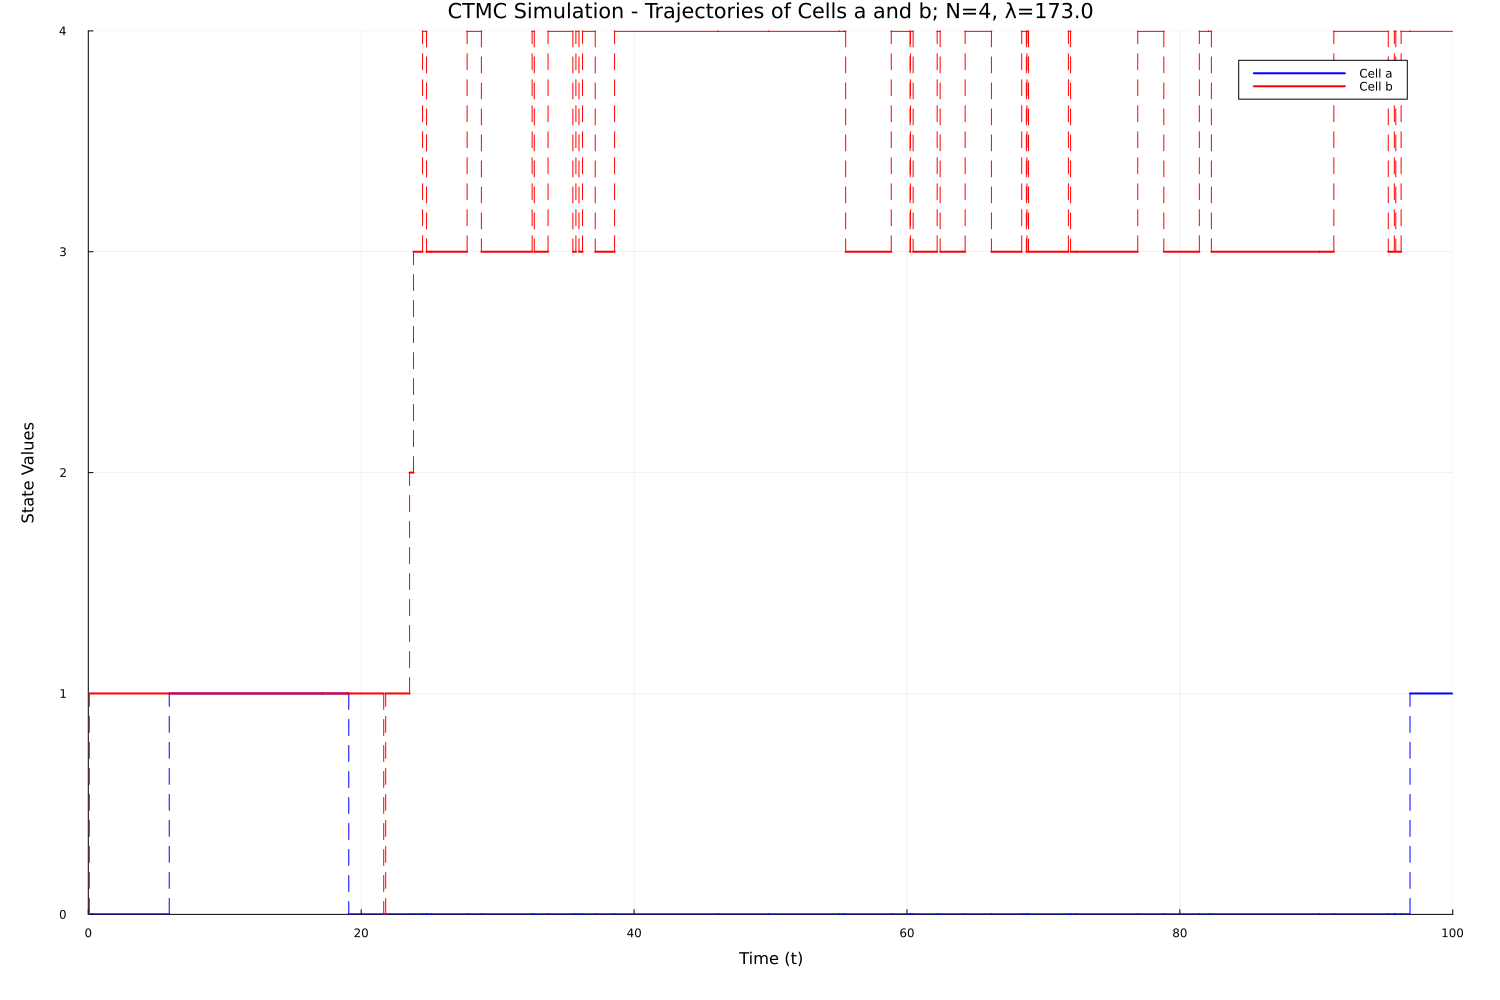 CTMC Simulation - Trajectories of Cells a and b; N=4, λ=173.0
4
Cell a
Cell b
3
State Values
2
1
0
0 20 40 60 80 100
Time (t)